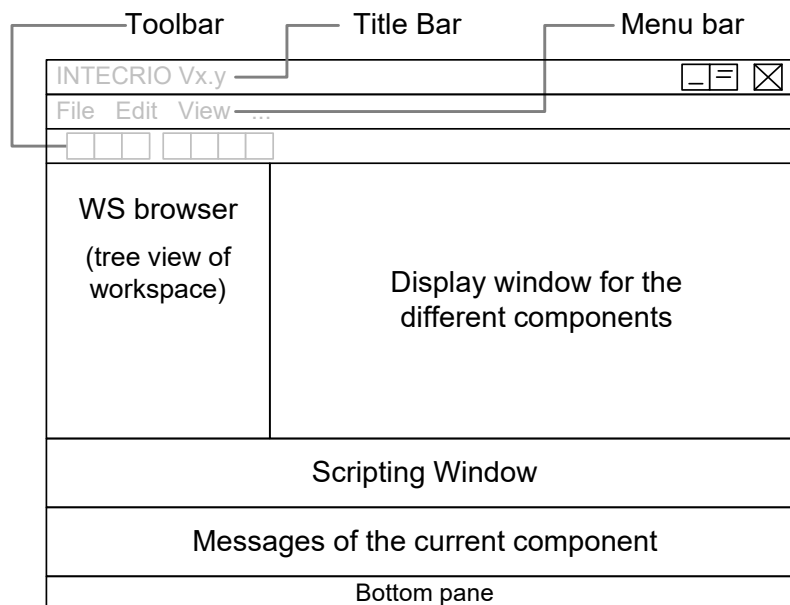 Toolbar
Title Bar
Menu bar
INTECRIO Vx.y
File Edit View ...
WS browser
(tree view of
workspace)
Display window for the
different components
Scripting Window
Messages of the current component
Bottom pane